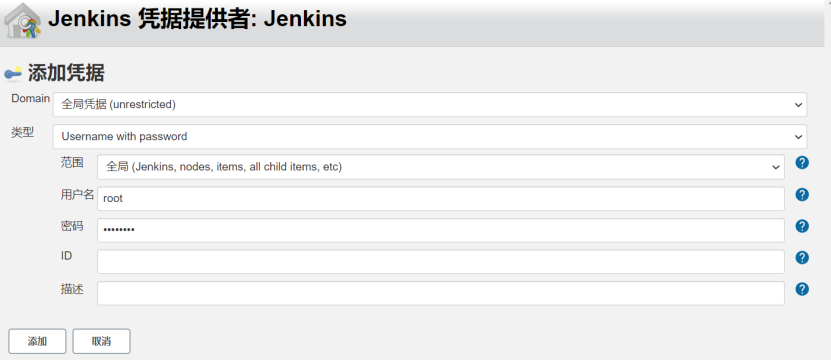 Jenkins 凭据提供者: Jenkins
添加凭据
Domain
全局凭据 (unrestricted)
类型
Username with password
范围
全局 (Jenkins, nodes, items, all child items, etc)
?
用户名
root
?
密码
••••••••
?
ID
?
描述
?
添加 取消